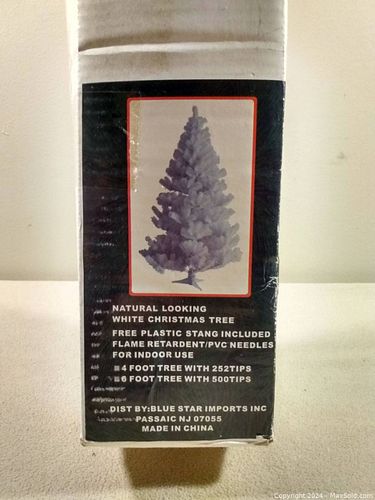 NATURAL LOOKING
WHITE CHRISTMAS TREE
FREE PLASTIC STANG INCLUDED
FLAME RETARDENT/PVC NEEDLES
FOR INDOOR USE
4 FOOT TREE WITH 252TIPS
6 FOOT TREE WITH 500TIPS
DIST BY:BLUE STAR IMPORTS INC
PASSAIC NJ 07055
MADE IN CHINA
Copyright 2024 - MaxSold.com